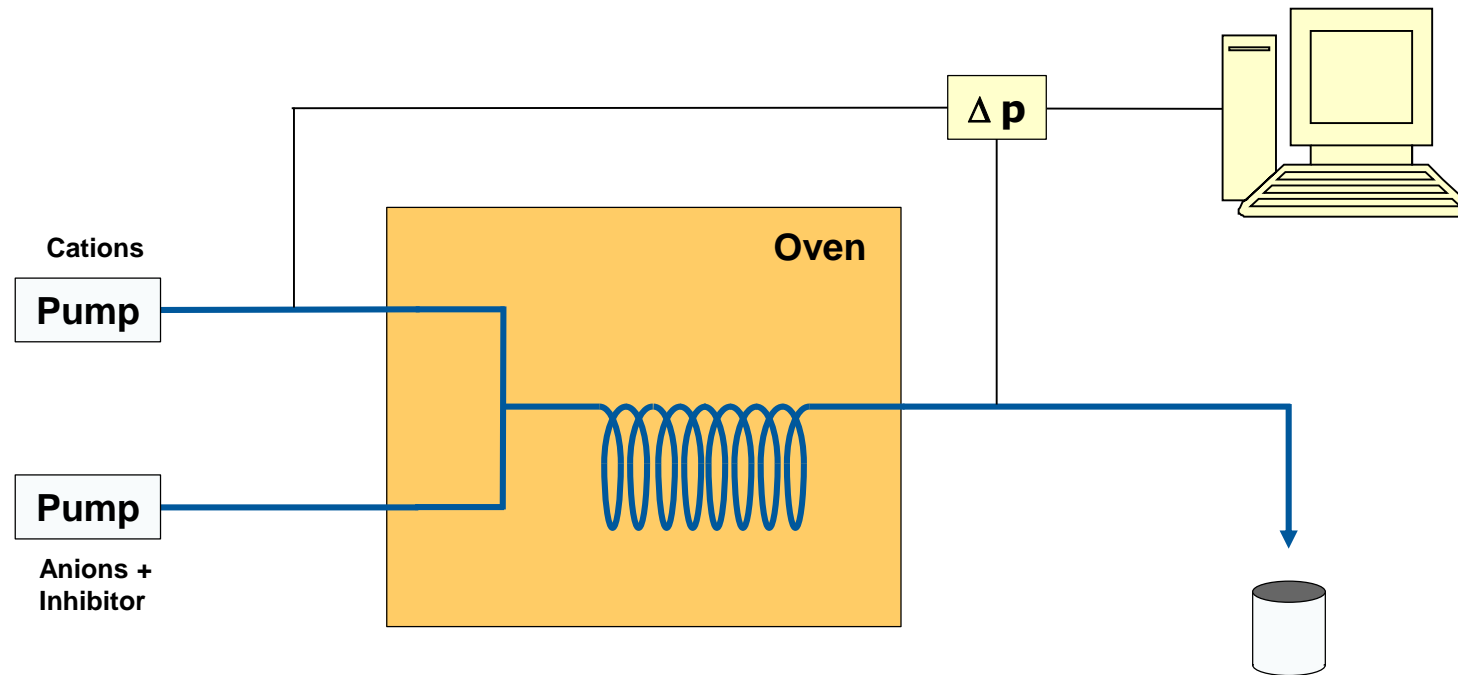 Δ p
Oven
Cations
Pump
Pump
Anions +
Inhibitor